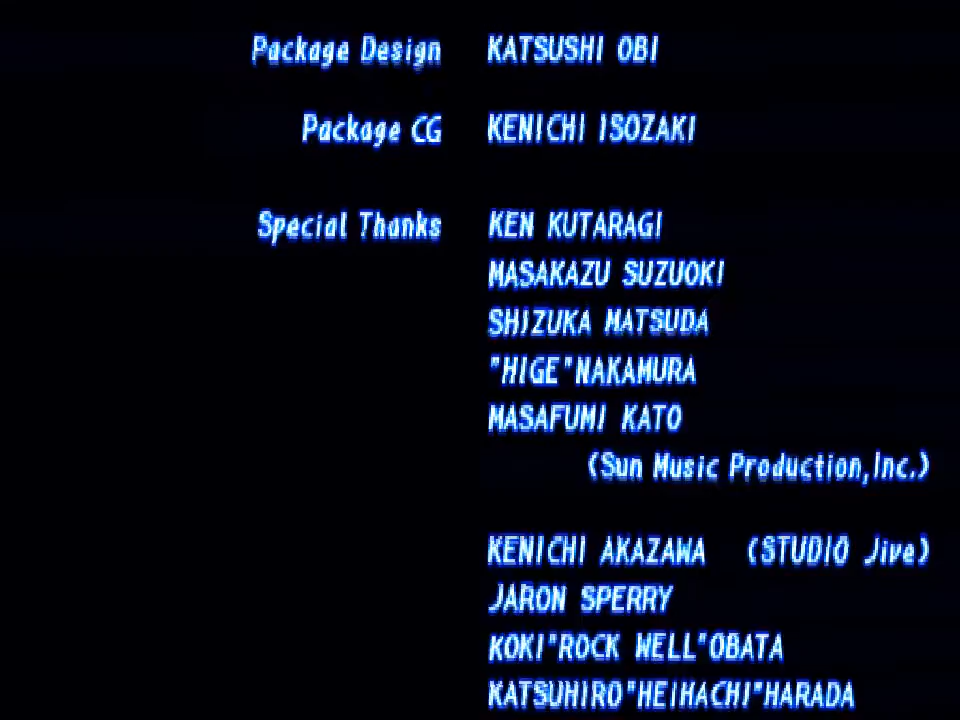 Package Design KATSUSHI OBI
Package CG KENICHI ISOZAKI
Special Thanks KEN KUTARAGI
MASAKAZU SUZUOKI
SHIZUKA MATSUDA
"HIGE"NAKAMURA
MASAFUMI KATO
(Sun Music Production,Inc.)
KENICHI AKAZAWA (STUDIO Jive)
JARON SPERRY
KOKI"ROCK WELL"OBATA
KATSUHIRO"HEIHACHI"HARADA